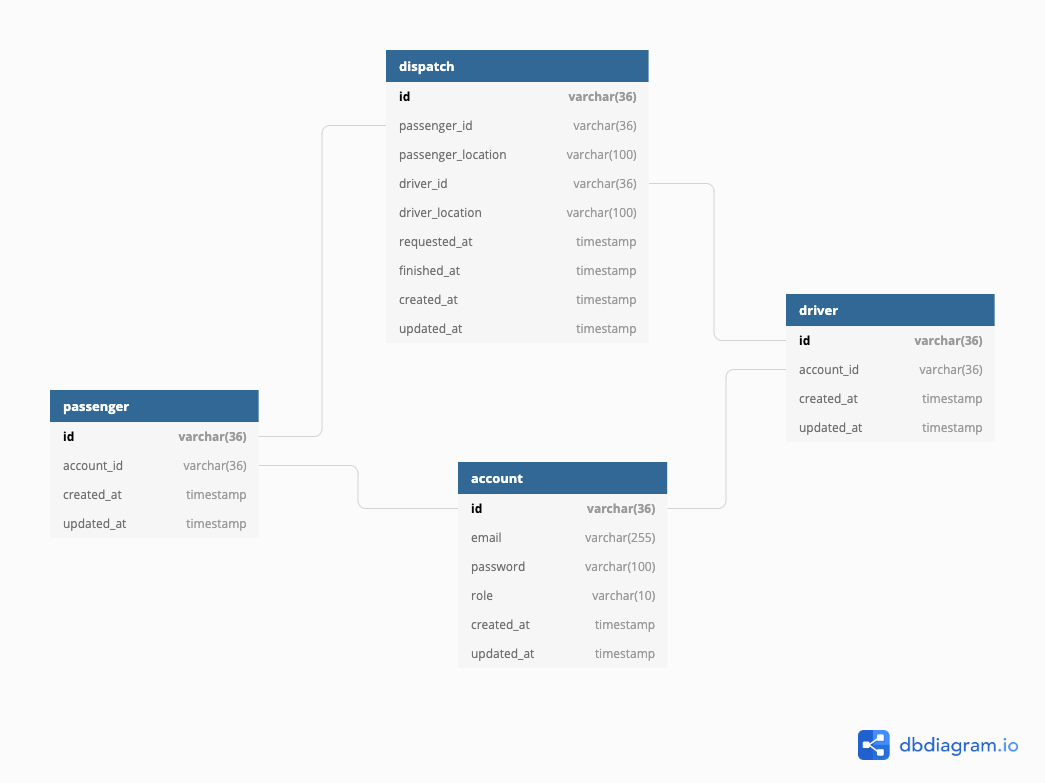 dispatch
id varchar(36)
passenger_id varchar(36)
passenger_location varchar(100)
driver_id varchar(36)
driver_location varchar(100)
requested_at timestamp
finished_at timestamp
created_at timestamp
updated_at timestamp
driver
id varchar(36)
account_id varchar(36)
created_at timestamp
updated_at timestamp
passenger
id varchar(36)
account_id varchar(36)
created_at timestamp
updated_at timestamp
account
id varchar(36)
email varchar(255)
password varchar(100)
role varchar(10)
created_at timestamp
updated_at timestamp
dbdiagram.io